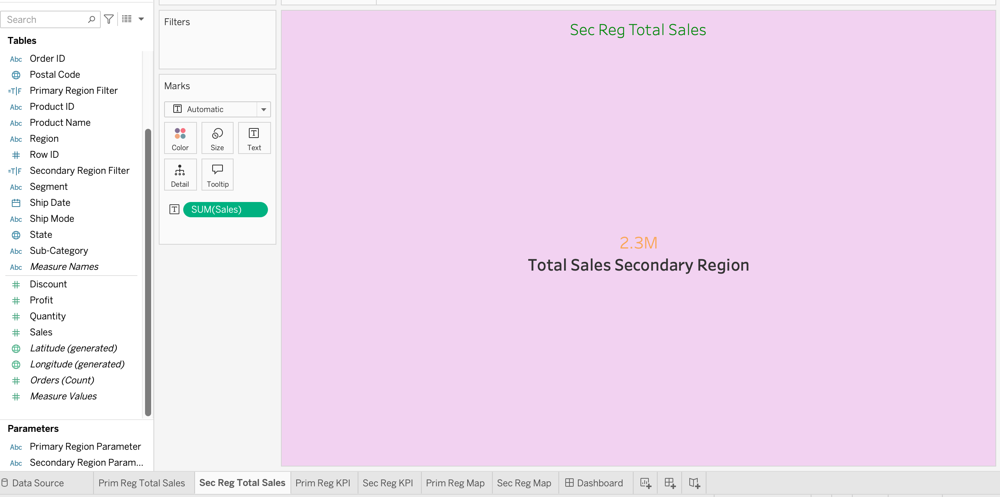 Search
Tables
Abc Order ID
Postal Code
=T|F Primary Region Filter
Abc Product ID
Abc Product Name
Abc Region
# Row ID
=T|F Secondary Region Filter
Abc Segment
Ship Date
Abc Ship Mode
State
Abc Sub-Category
Abc Measure Names
# Discount
# Profit
# Quantity
# Sales
Latitude (generated)
Longitude (generated)
# Orders (Count)
# Measure Values
Parameters
Abc Primary Region Parameter
Abc Secondary Region Param...
Filters
Marks
T Automatic
Color Size T Text
Detail Tooltip
T SUM(Sales)
Sec Reg Total Sales
2.3M
Total Sales Secondary Region
Data Source Prim Reg Total Sales Sec Reg Total Sales Prim Reg KPI Sec Reg KPI Prim Reg Map Sec Reg Map Dashboard